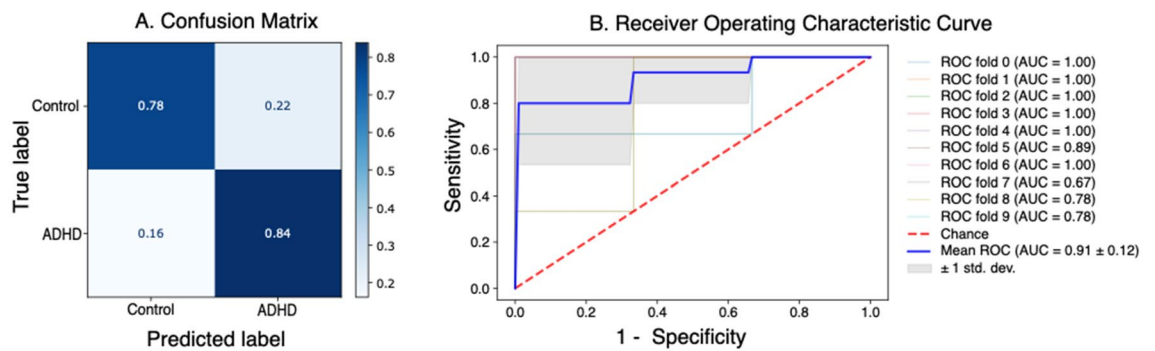 A. Confusion Matrix
True label
Control
ADHD
0.78
0.22
0.16
0.84
Control
ADHD
Predicted label
0.8
0.7
0.6
0.5
0.4
0.3
0.2
B. Receiver Operating Characteristic Curve
Sensitivity
1.0
0.8
0.6
0.4
0.2
0.0
0.0
0.2
0.4
0.6
0.8
1.0
1 - Specificity
ROC fold 0 (AUC = 1.00)
ROC fold 1 (AUC = 1.00)
ROC fold 2 (AUC = 1.00)
ROC fold 3 (AUC = 1.00)
ROC fold 4 (AUC = 1.00)
ROC fold 5 (AUC = 0.89)
ROC fold 6 (AUC = 1.00)
ROC fold 7 (AUC = 0.67)
ROC fold 8 (AUC = 0.78)
ROC fold 9 (AUC = 0.78)
Chance
Mean ROC (AUC = 0.91 ± 0.12)
± 1 std. dev.